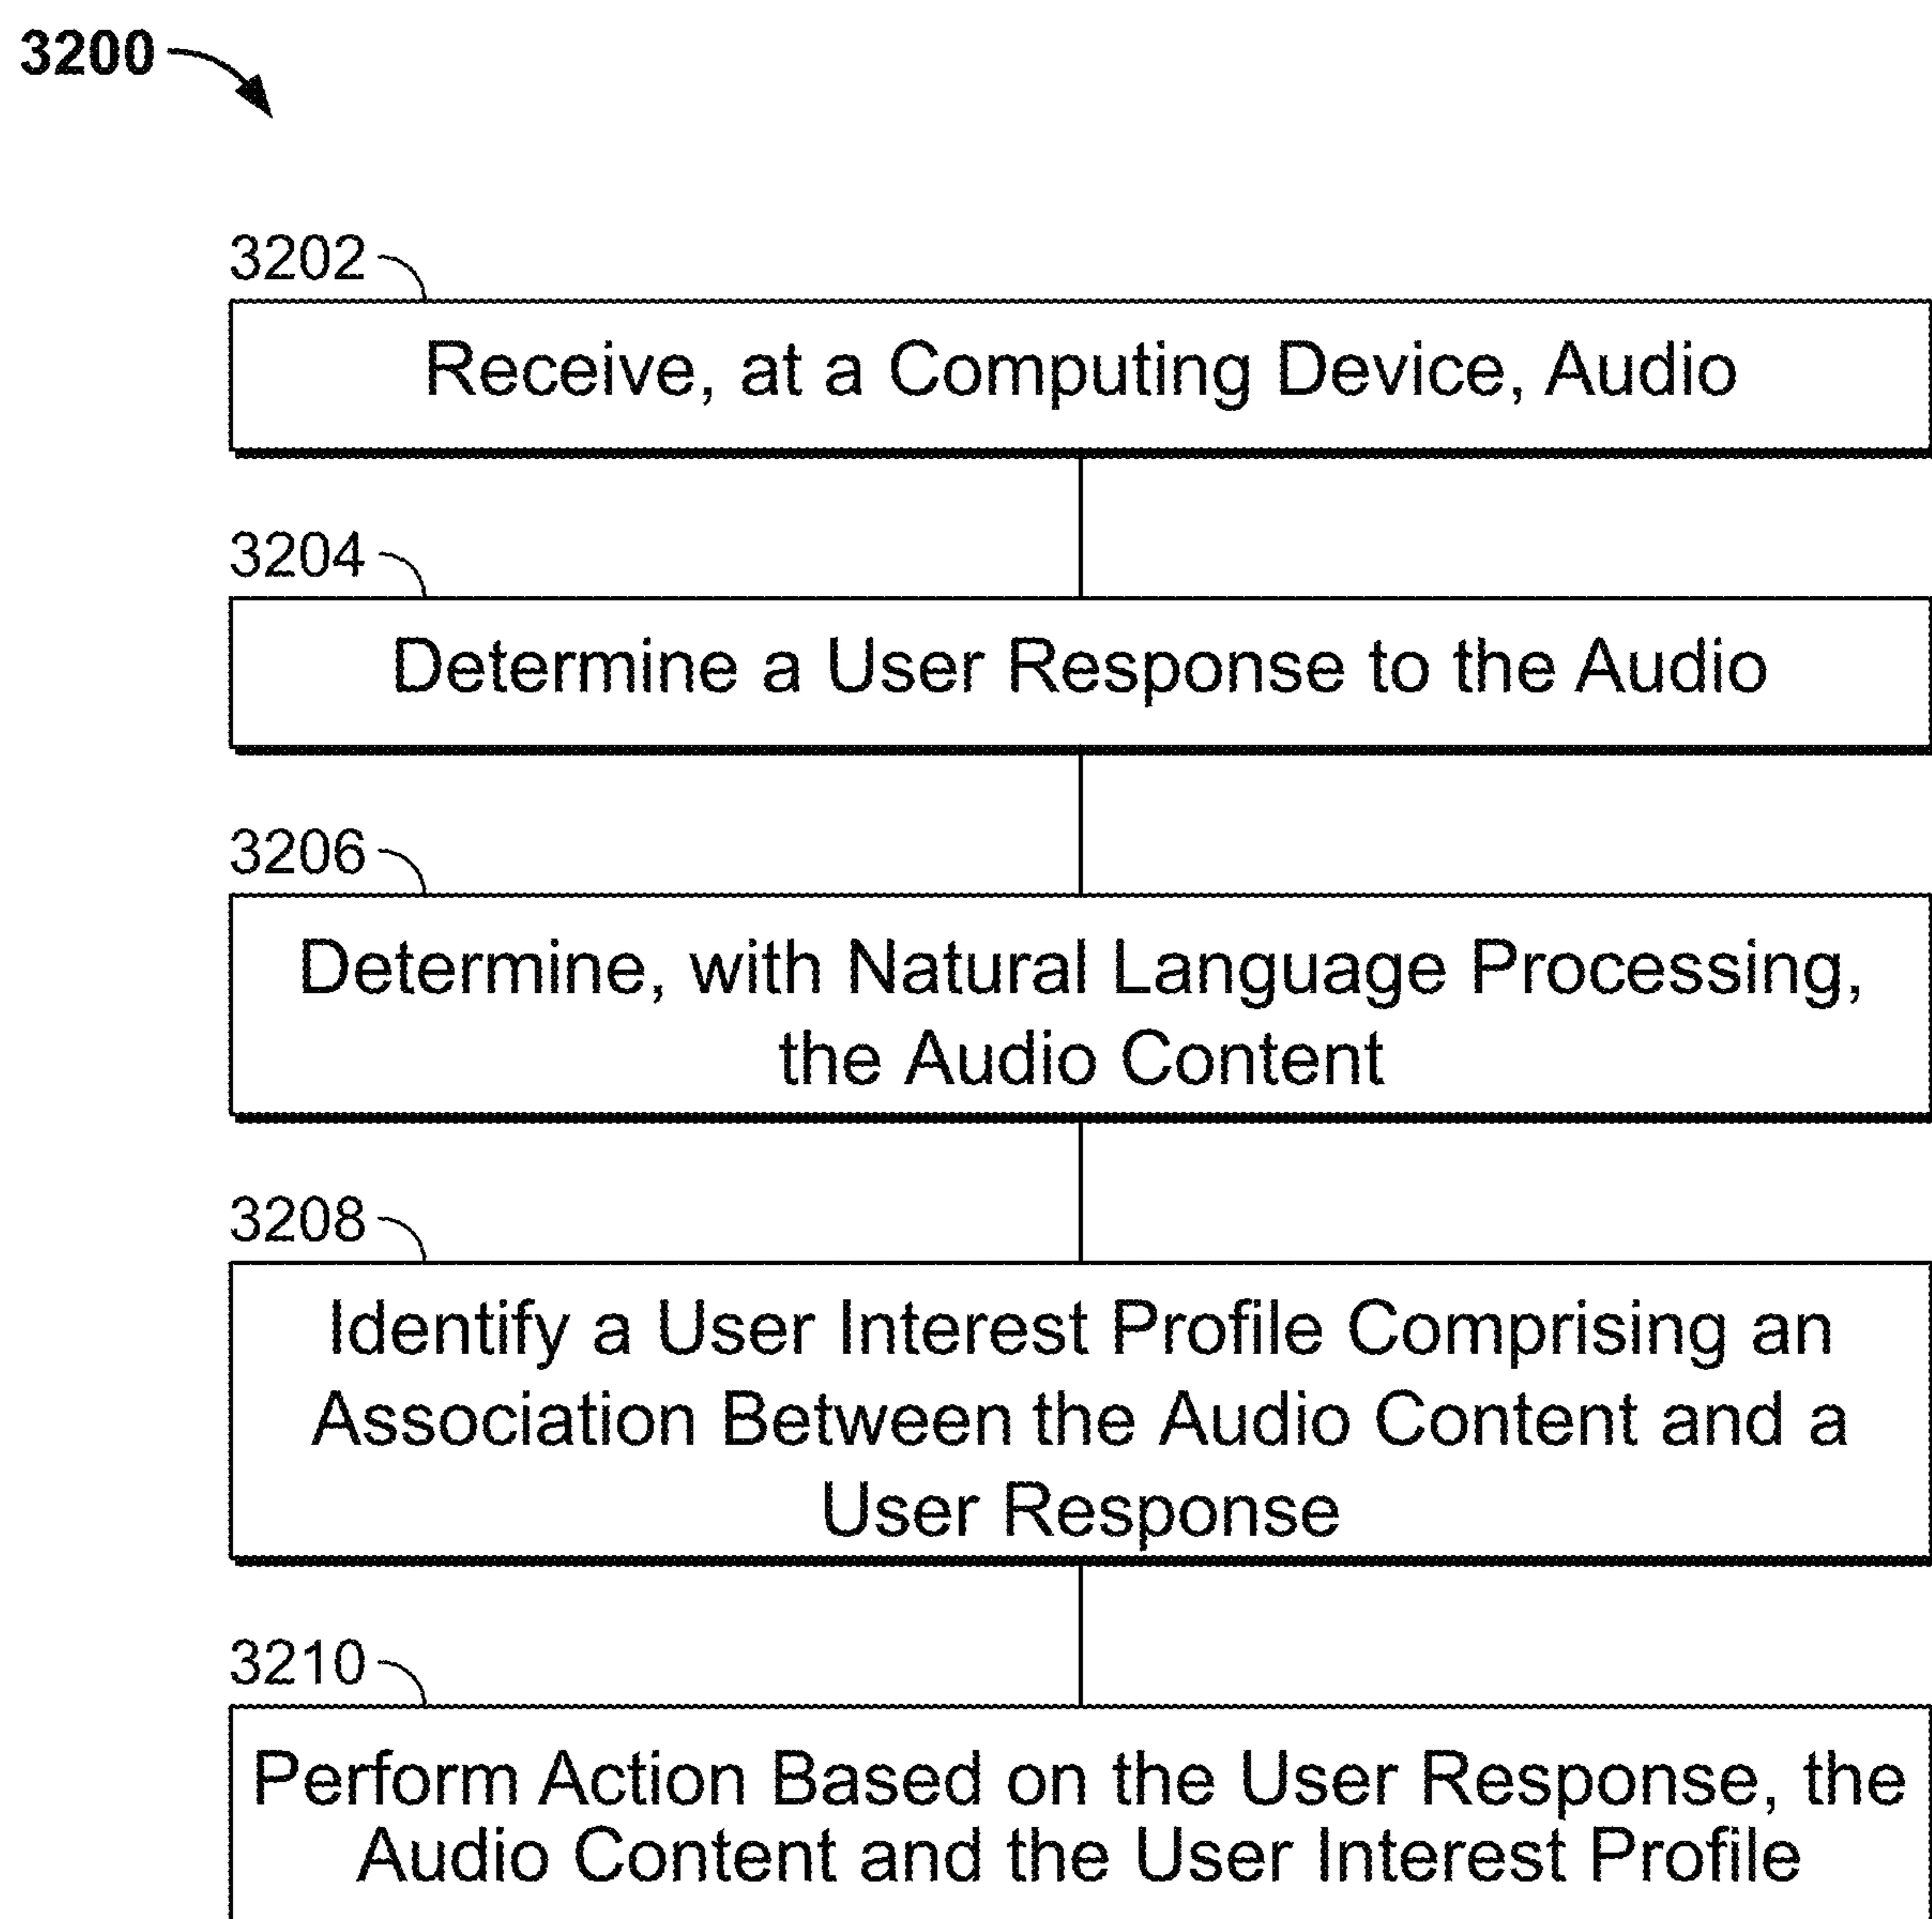 3200
3202
Receive, at a Computing Device, Audio
3204
Determine a User Response to the Audio
3206
Determine, with Natural Language Processing,
the Audio Content
3208
Identify a User Interest Profile Comprising an
Association Between the Audio Content and a
User Response
3210
Perform Action Based on the User Response, the
Audio Content and the User Interest Profile